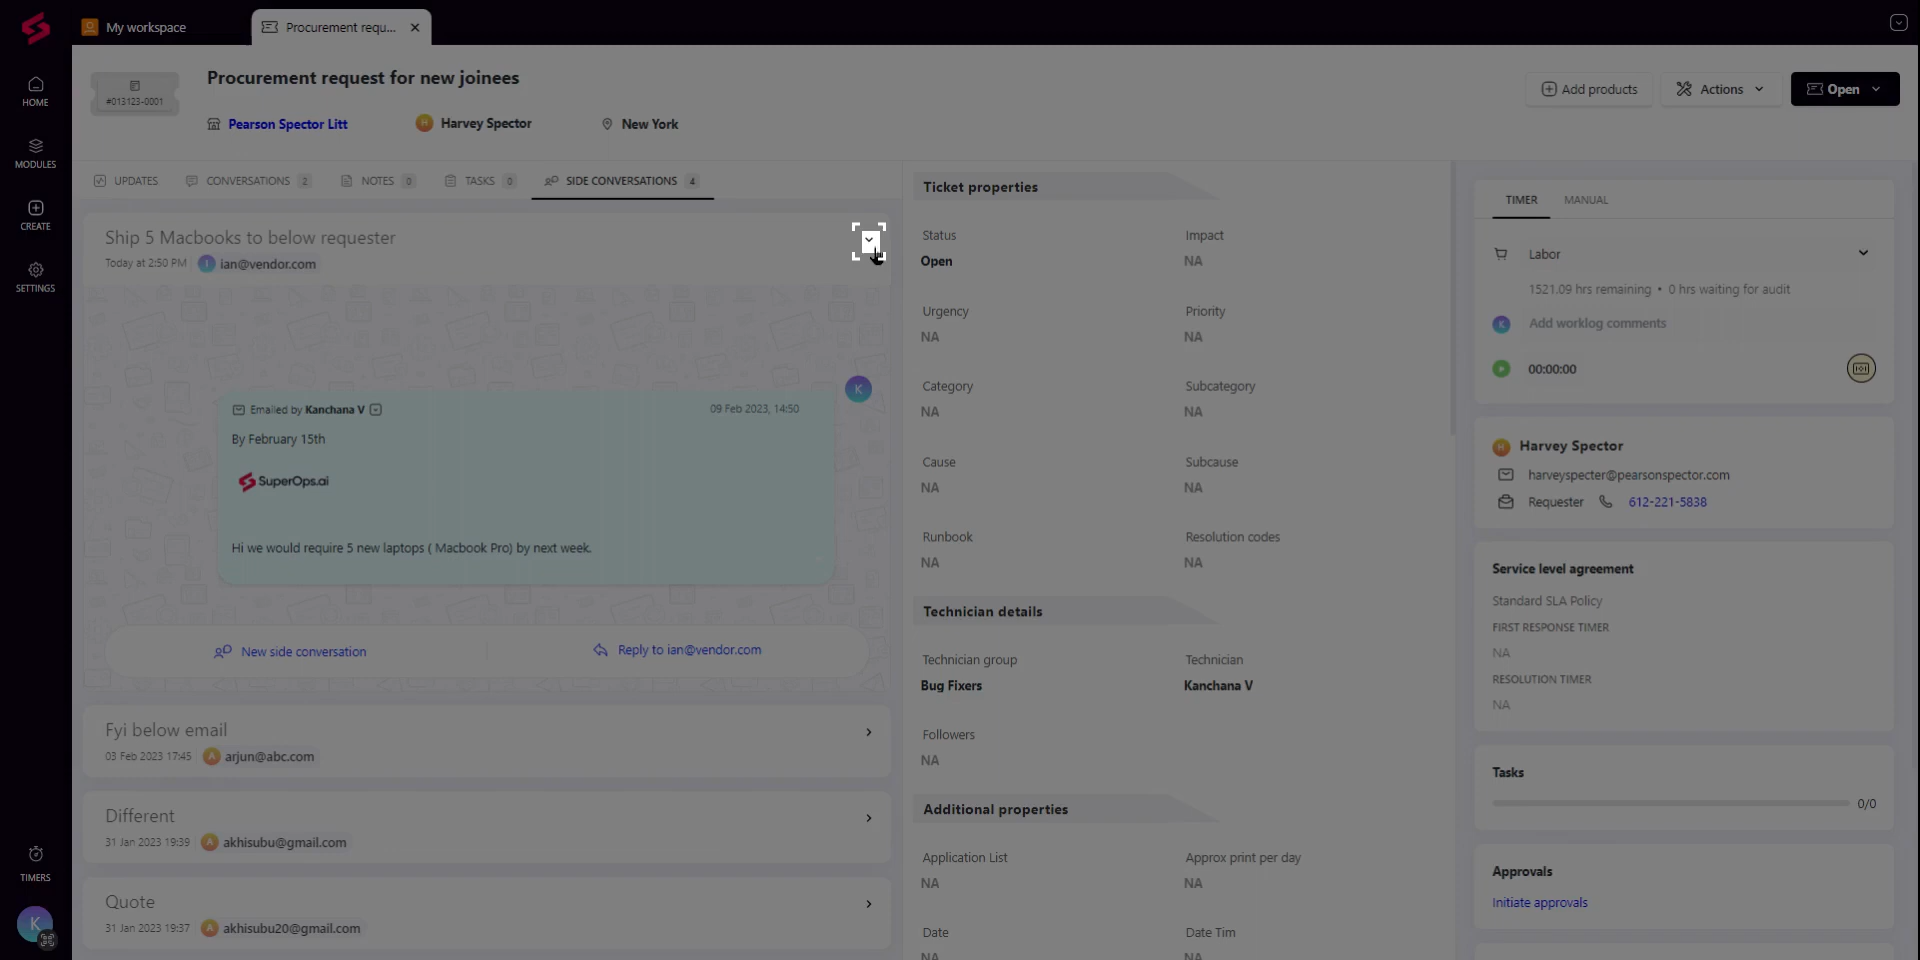 My workspace
Procurement requ...
HOME
MODULES
CREATE
SETTINGS
TIMERS
K
#013123-0001
Procurement request for new joinees
Pearson Spector Litt
H Harvey Spector
New York
Add products
Actions
Open
UPDATES
CONVERSATIONS 2
NOTES 0
TASKS 0
SIDE CONVERSATIONS 4
Ship 5 Macbooks to below requester
Today at 2:50 PM I ian@vendor.com
K
Emailed by Kanchana V
09 Feb 2023, 14:50
By February 15th
SuperOps.ai
Hi we would require 5 new laptops ( Macbook Pro) by next week.
New side conversation
Reply to ian@vendor.com
Fyi below email
03 Feb 2023 17:45 A arjun@abc.com
Different
31 Jan 2023 19:39 A akhisubu@gmail.com
Quote
31 Jan 2023 19:37 A akhisubu20@gmail.com
Ticket properties
Status
Open
Impact
NA
Urgency
NA
Priority
NA
Category
NA
Subcategory
NA
Cause
NA
Subcause
NA
Runbook
NA
Resolution codes
NA
Technician details
Technician group
Bug Fixers
Technician
Kanchana V
Followers
NA
Additional properties
Application List
NA
Approx print per day
NA
Date
NA
Date Tim
NA
TIMER
MANUAL
Labor
1521.09 hrs remaining • 0 hrs waiting for audit
K Add worklog comments
00:00:00
H Harvey Spector
harveyspecter@pearsonspector.com
Requester
612-221-5838
Service level agreement
Standard SLA Policy
FIRST RESPONSE TIMER
NA
RESOLUTION TIMER
NA
Tasks
0/0
Approvals
Initiate approvals